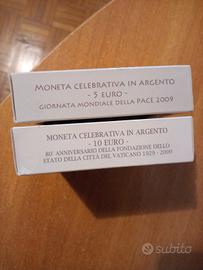 MONETA CELEBRATIVA IN ARGENTO
- 5 EURO -
GIORNATA MONDIALE DELLA PACE 2009
MONETA CELEBRATIVA IN ARGENTO
- 10 EURO -
80° ANNIVERSARIO DELLA FONDAZIONE DELLO
STATO DELLA CITTÀ DEL VATICANO 1929 - 2009
subito